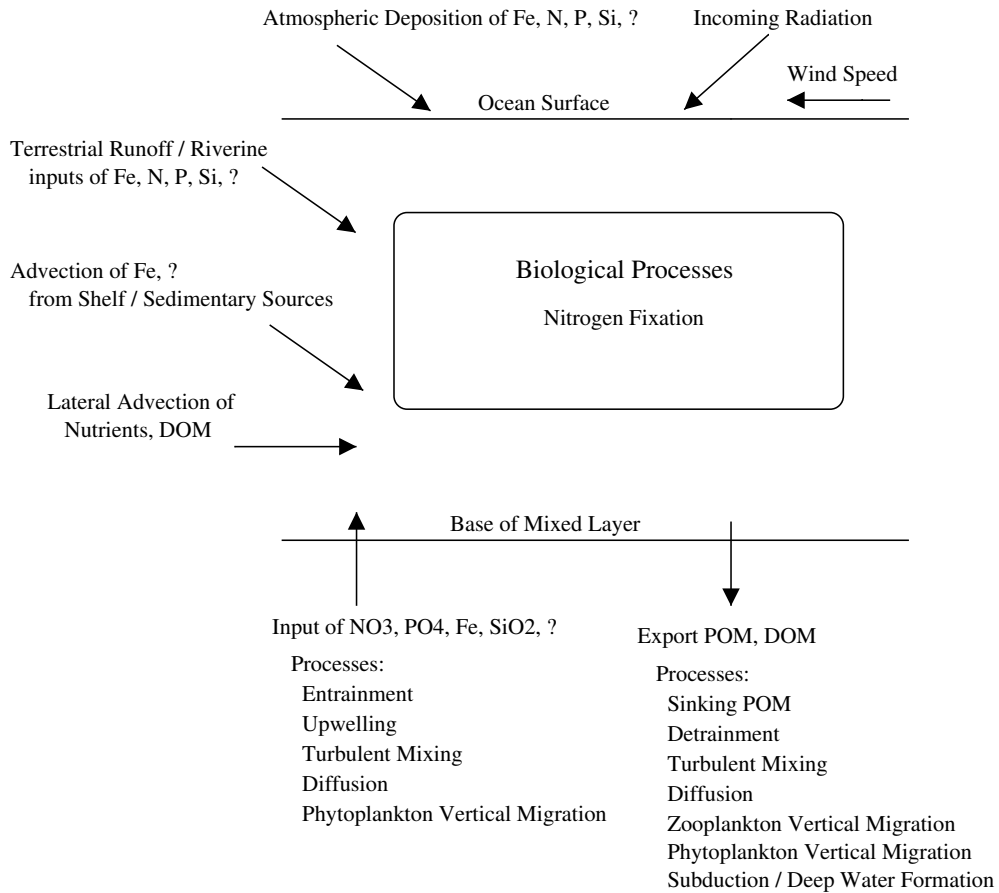 Atmospheric Deposition of Fe, N, P, Si, ?
Incoming Radiation
Wind Speed
Ocean Surface
Terrestrial Runoff / Riverine
inputs of Fe, N, P, Si, ?
Advection of Fe, ?
from Shelf / Sedimentary Sources
Biological Processes
Nitrogen Fixation
Lateral Advection of
Nutrients, DOM
Base of Mixed Layer
Input of NO3, PO4, Fe, SiO2, ?
Processes:
Entrainment
Upwelling
Turbulent Mixing
Diffusion
Phytoplankton Vertical Migration
Export POM, DOM
Processes:
Sinking POM
Detrainment
Turbulent Mixing
Diffusion
Zooplankton Vertical Migration
Phytoplankton Vertical Migration
Subduction / Deep Water Formation